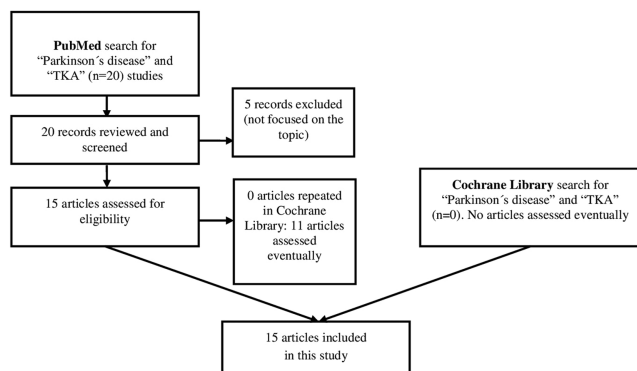 PubMed search for
“Parkinson´s disease” and
“TKA” (n=20) studies
5 records excluded
(not focused on the
topic)
20 records reviewed and
screened
15 articles assessed for
eligibility
0 articles repeated
in Cochrane
Library: 11 articles
assessed
eventually
Cochrane Library search for
“Parkinson´s disease” and “TKA”
(n=0). No articles assessed eventually
15 articles included
in this study